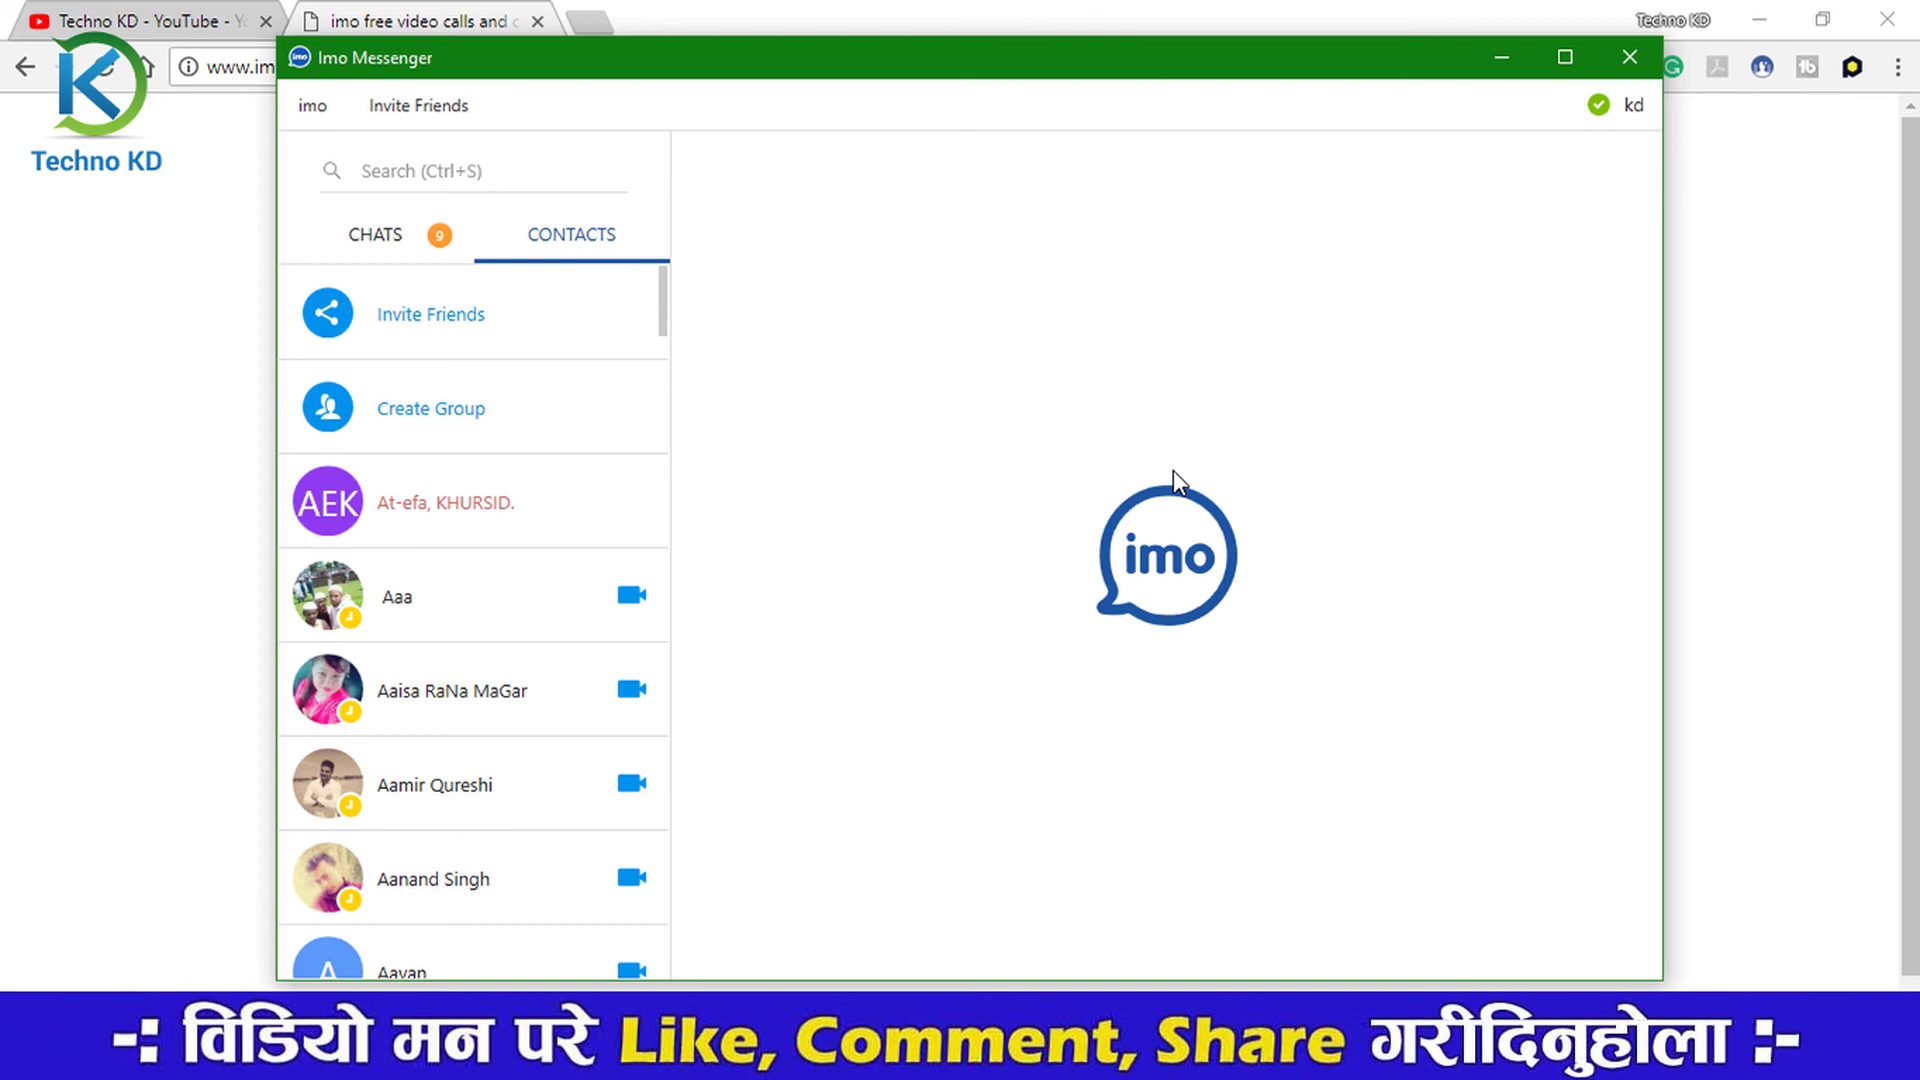 Techno KD - YouTube - Yo
imo free video calls and c
Techno KD
www.im
Techno KD
Imo Messenger
imo
Invite Friends
kd
Search (Ctrl+S)
CHATS
9
CONTACTS
Invite Friends
Create Group
AEK
At-efa, KHURSID.
Aaa
Aaisa RaNa MaGar
Aamir Qureshi
Aanand Singh
A
Aavan
imo
-: विडियो मन परे Like, Comment, Share गरीदिनुहोला :-